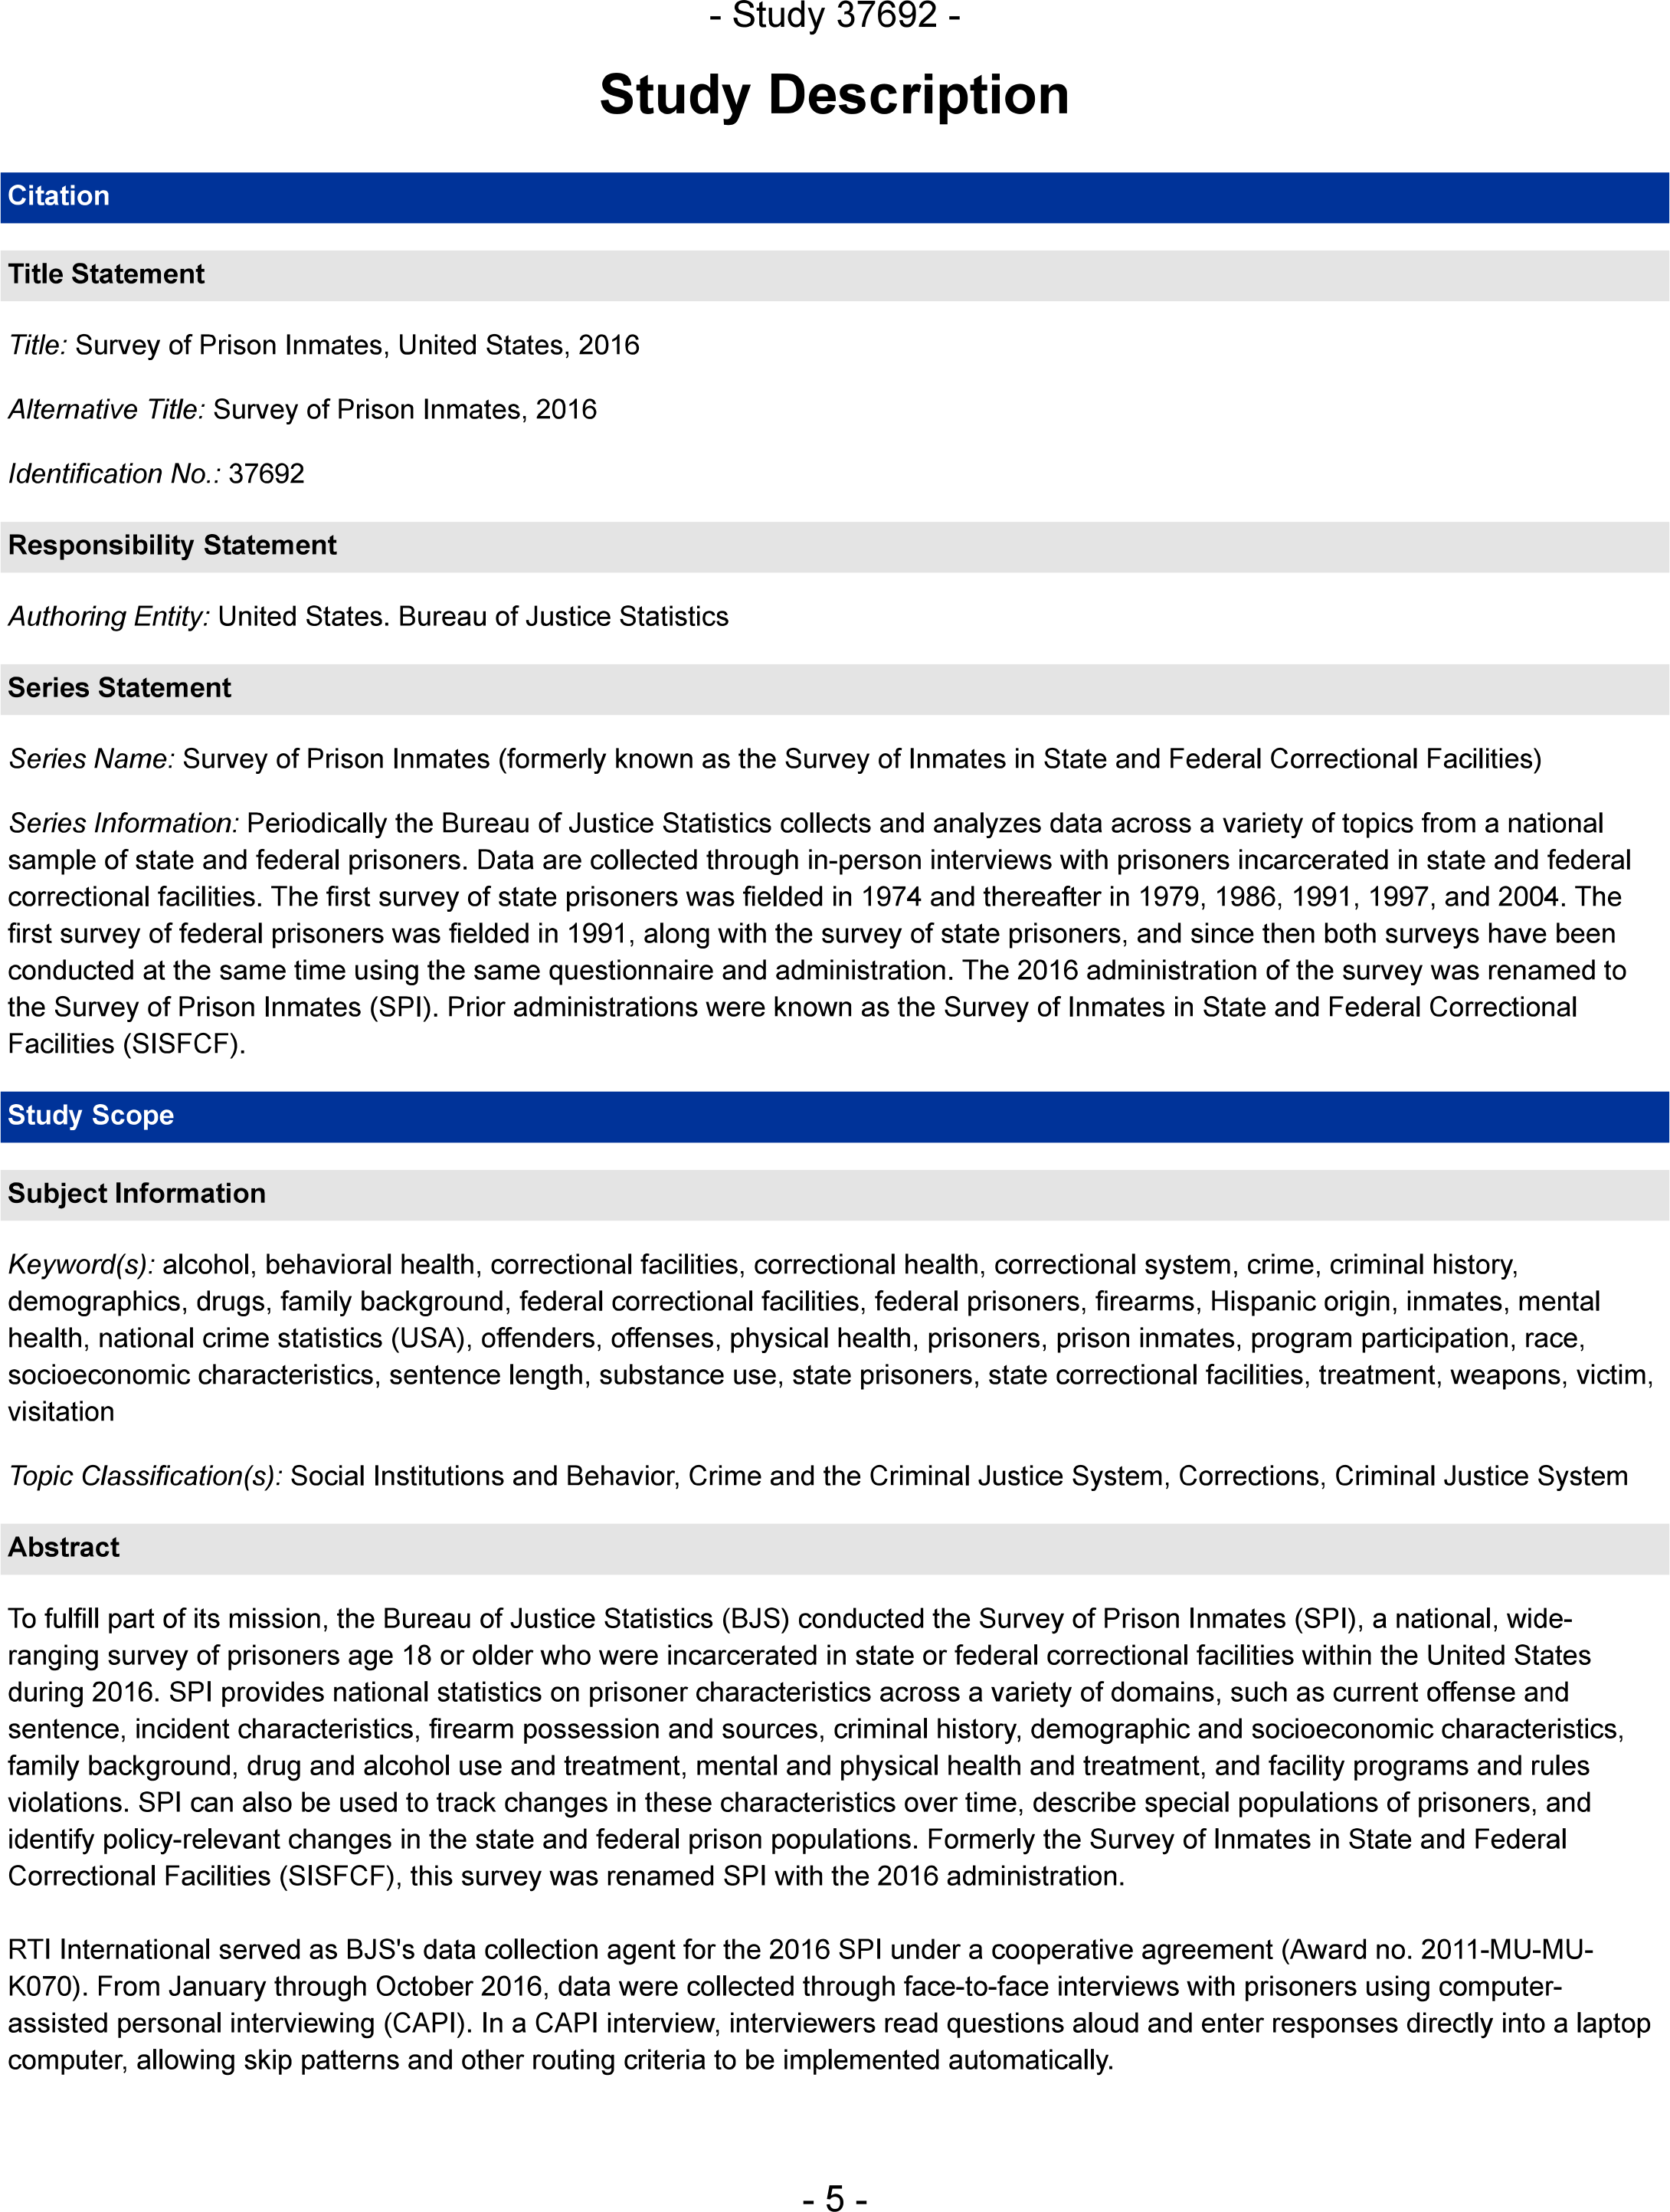 - Study 37692 -
Study Description
Citation
Title Statement
Title: Survey of Prison Inmates, United States, 2016
Alternative Title: Survey of Prison Inmates, 2016
Identification No.: 37692
Responsibility Statement
Authoring Entity: United States. Bureau of Justice Statistics
Series Statement
Series Name: Survey of Prison Inmates (formerly known as the Survey of Inmates in State and Federal Correctional Facilities)
Series Information: Periodically the Bureau of Justice Statistics collects and analyzes data across a variety of topics from a national
sample of state and federal prisoners. Data are collected through in-person interviews with prisoners incarcerated in state and federal
correctional facilities. The first survey of state prisoners was fielded in 1974 and thereafter in 1979, 1986, 1991, 1997, and 2004. The
first survey of federal prisoners was fielded in 1991, along with the survey of state prisoners, and since then both surveys have been
conducted at the same time using the same questionnaire and administration. The 2016 administration of the survey was renamed to
the Survey of Prison Inmates (SPI). Prior administrations were known as the Survey of Inmates in State and Federal Correctional
Facilities (SISFCF).
Study Scope
Subject Information
Keyword(s): alcohol, behavioral health, correctional facilities, correctional health, correctional system, crime, criminal history,
demographics, drugs, family background, federal correctional facilities, federal prisoners, firearms, Hispanic origin, inmates, mental
health, national crime statistics (USA), offenders, offenses, physical health, prisoners, prison inmates, program participation, race,
socioeconomic characteristics, sentence length, substance use, state prisoners, state correctional facilities, treatment, weapons, victim,
visitation
Topic Classification(s): Social Institutions and Behavior, Crime and the Criminal Justice System, Corrections, Criminal Justice System
Abstract
To fulfill part of its mission, the Bureau of Justice Statistics (BJS) conducted the Survey of Prison Inmates (SPI), a national, wide-
ranging survey of prisoners age 18 or older who were incarcerated in state or federal correctional facilities within the United States
during 2016. SPI provides national statistics on prisoner characteristics across a variety of domains, such as current offense and
sentence, incident characteristics, firearm possession and sources, criminal history, demographic and socioeconomic characteristics,
family background, drug and alcohol use and treatment, mental and physical health and treatment, and facility programs and rules
violations. SPI can also be used to track changes in these characteristics over time, describe special populations of prisoners, and
identify policy-relevant changes in the state and federal prison populations. Formerly the Survey of Inmates in State and Federal
Correctional Facilities (SISFCF), this survey was renamed SPI with the 2016 administration.
RTI International served as BJS's data collection agent for the 2016 SPI under a cooperative agreement (Award no. 2011-MU-MU-
K070). From January through October 2016, data were collected through face-to-face interviews with prisoners using computer-
assisted personal interviewing (CAPI). In a CAPI interview, interviewers read questions aloud and enter responses directly into a laptop
computer, allowing skip patterns and other routing criteria to be implemented automatically.
- 5 -